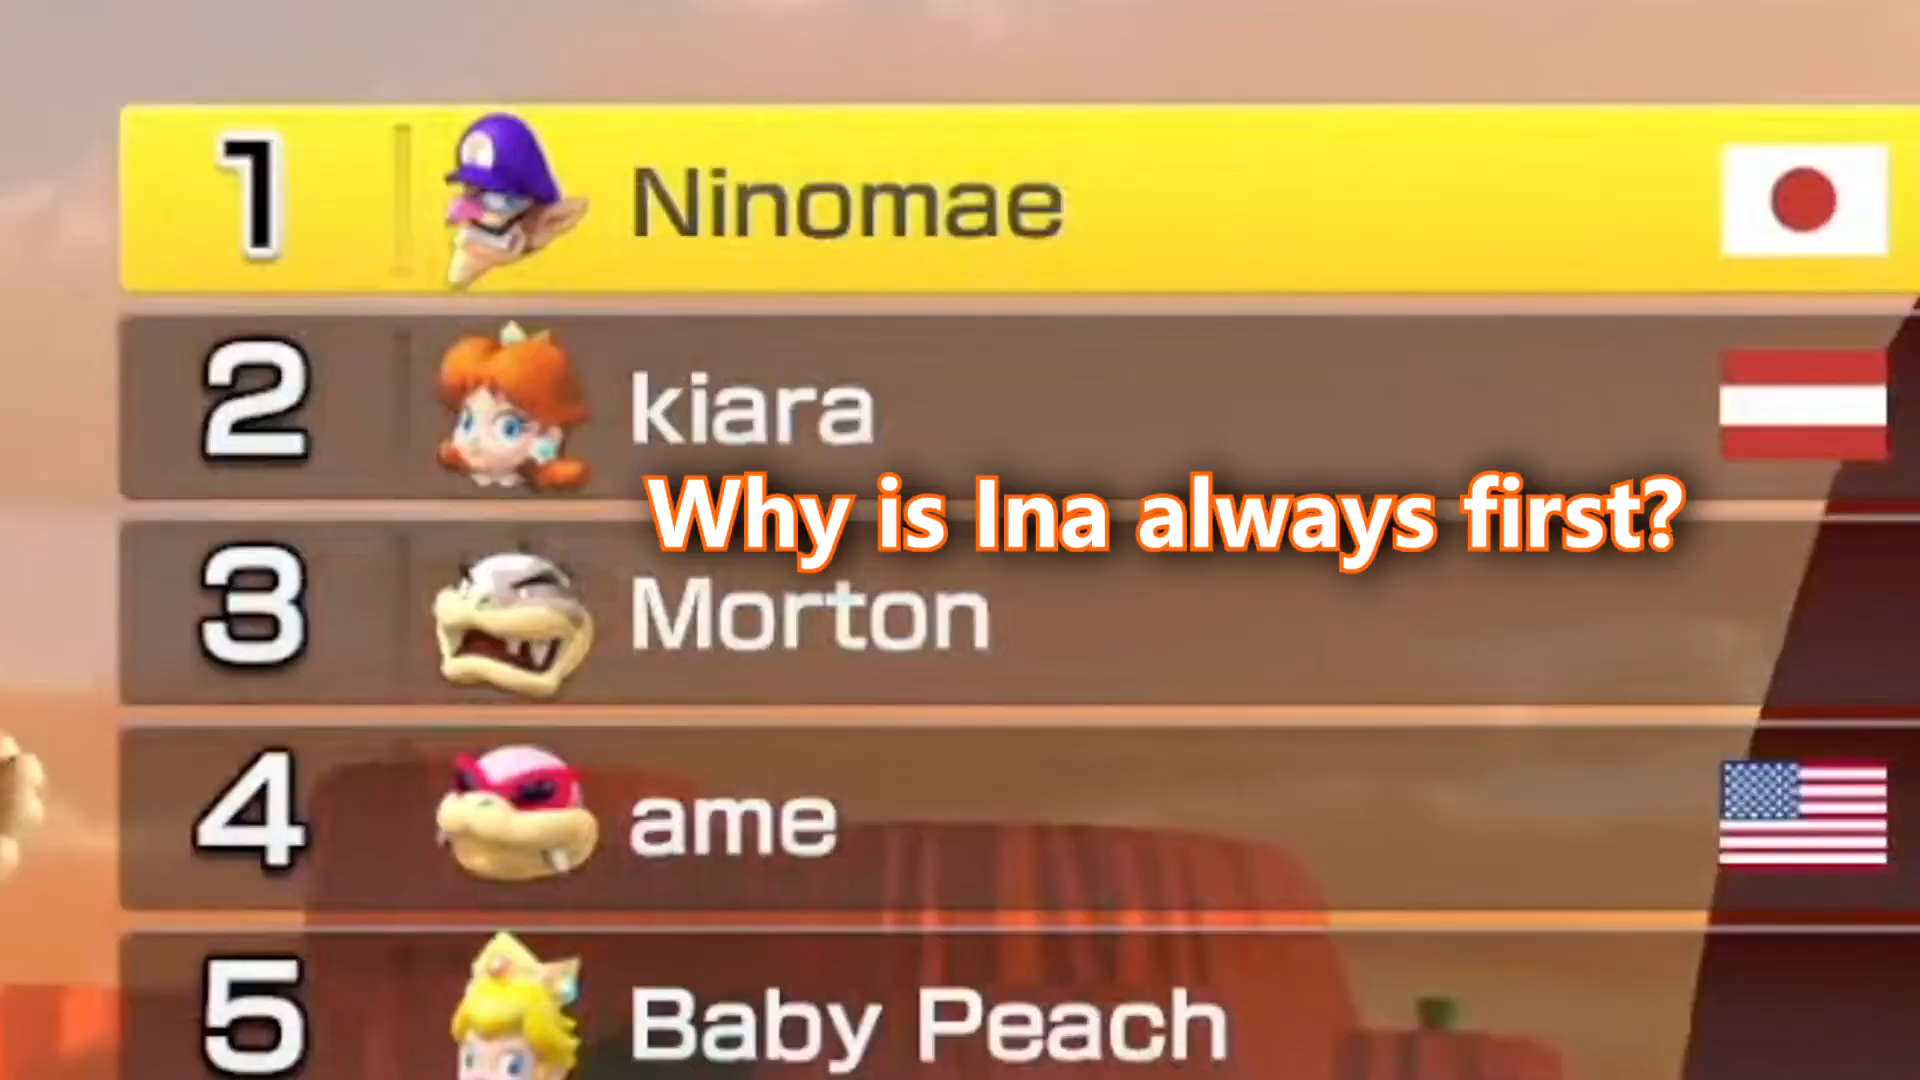 1 Ninomae
2 kiara
Why is Ina always first?
3 Morton
4 ame
5 Baby Peach